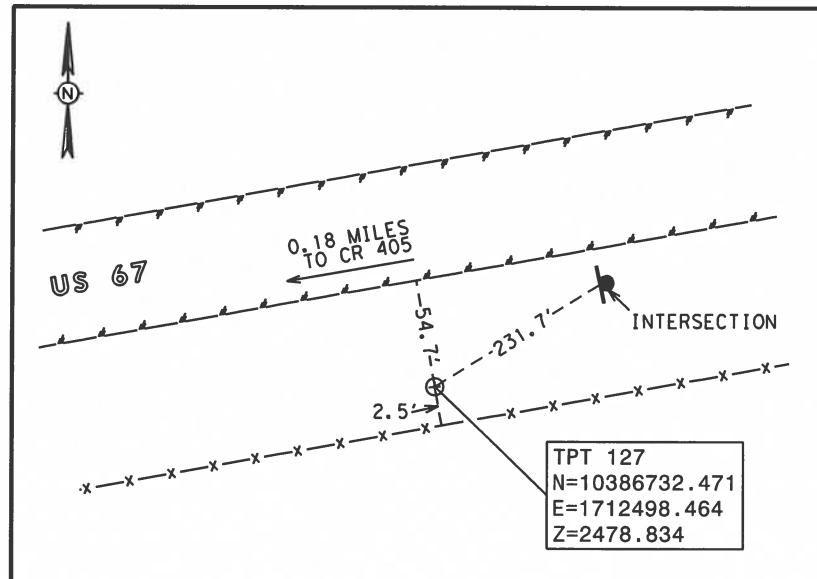 N
0.18 MILES
TO CR 405
US 67
54.7'
231.7'
INTERSECTION
2.5'
TPT 127
N=10386732.471
E=1712498.464
Z=2478.834